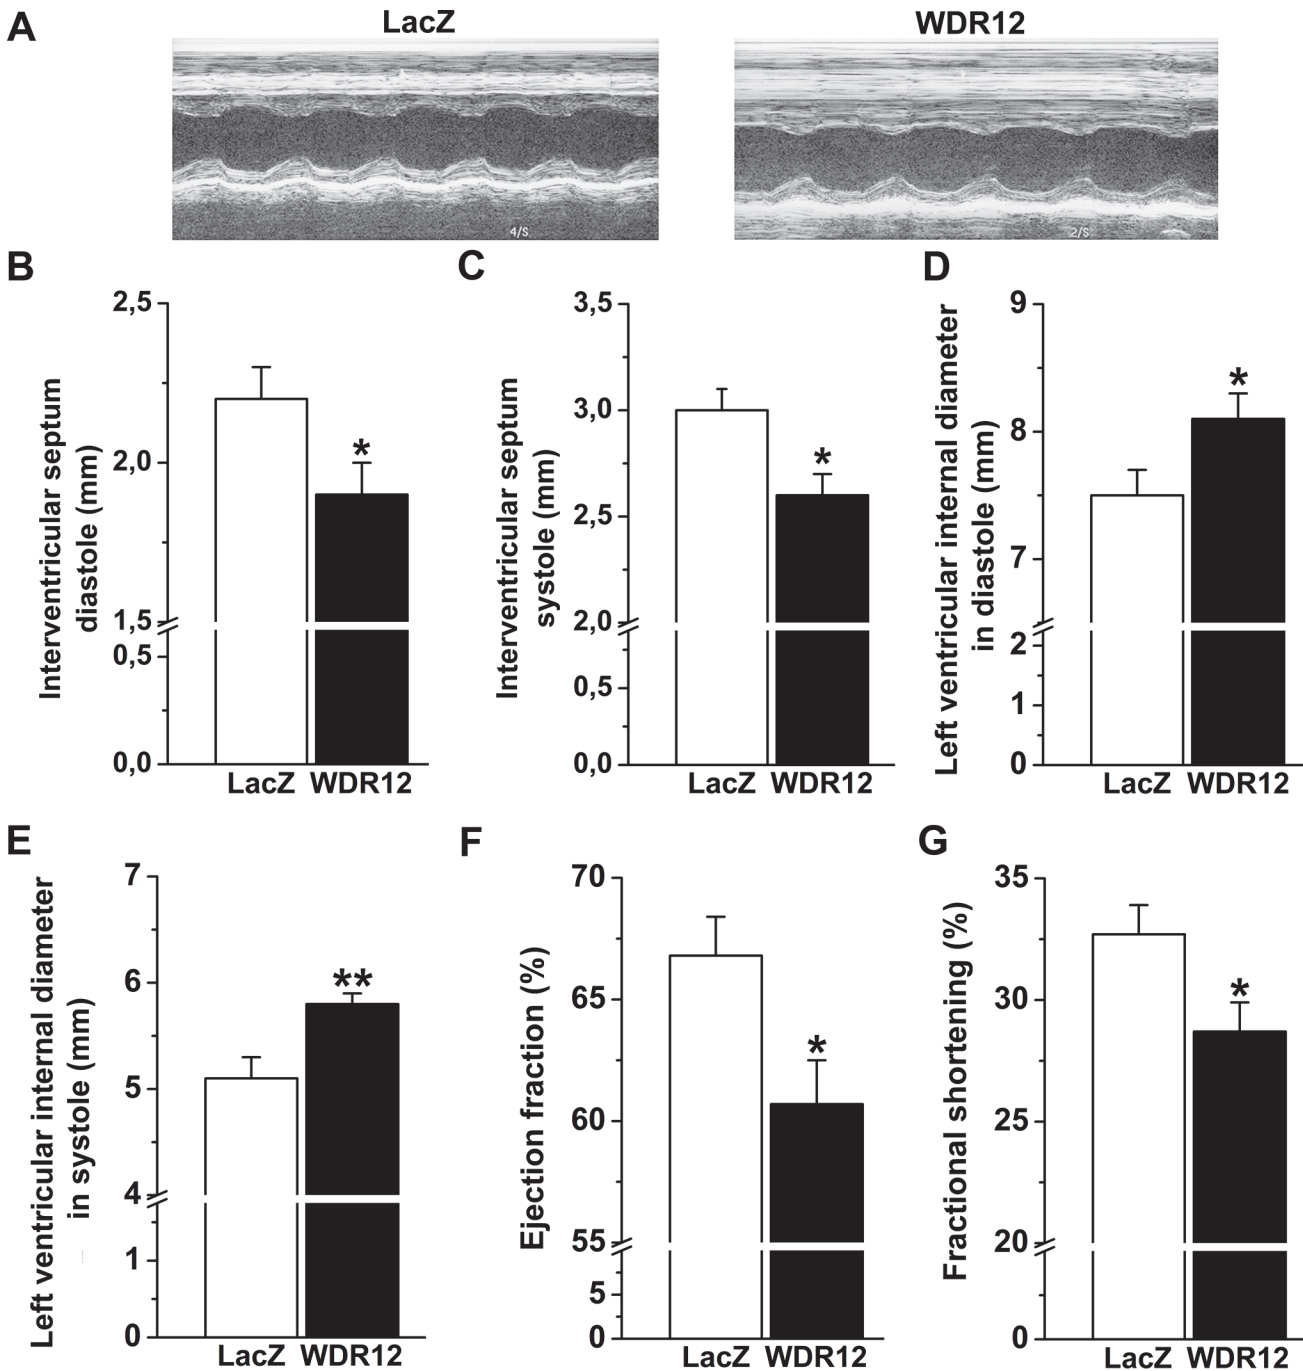 A
LacZ
WDR12
4/S
2/S
B
Interventricular septum
diastole (mm)
2,5
2,0
1,5
0,5
0,0
*
LacZ WDR12
C
Interventricular septum
systole (mm)
3,5
3,0
2,5
2,0
0,5
0,0
*
LacZ WDR12
D
Left ventricular internal diameter
in diastole (mm)
9
8
7
2
1
0
*
LacZ WDR12
E
Left ventricular internal diameter
in systole (mm)
7
6
5
4
1
0
**
LacZ WDR12
F
Ejection fraction (%)
70
65
60
55
5
0
*
LacZ WDR12
G
Fractional shortening (%)
35
30
25
20
0
*
LacZ WDR12